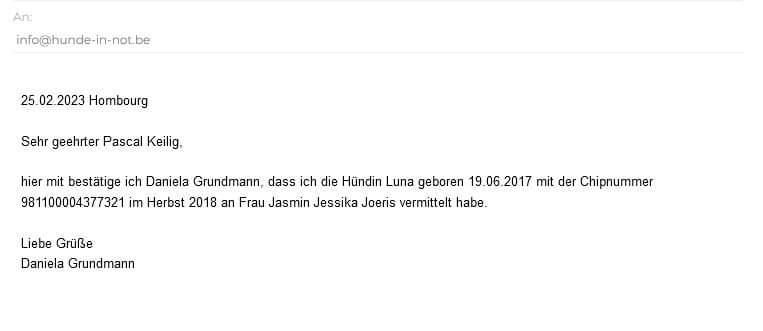 An:
info@hunde-in-not.be
25.02.2023 Hombourg
Sehr geehrter Pascal Keilig,
hier mit bestätige ich Daniela Grundmann, dass ich die Hündin Luna geboren 19.06.2017 mit der Chipnummer
981100004377321 im Herbst 2018 an Frau Jasmin Jessika Joeris vermittelt habe.
Liebe Grüße
Daniela Grundmann